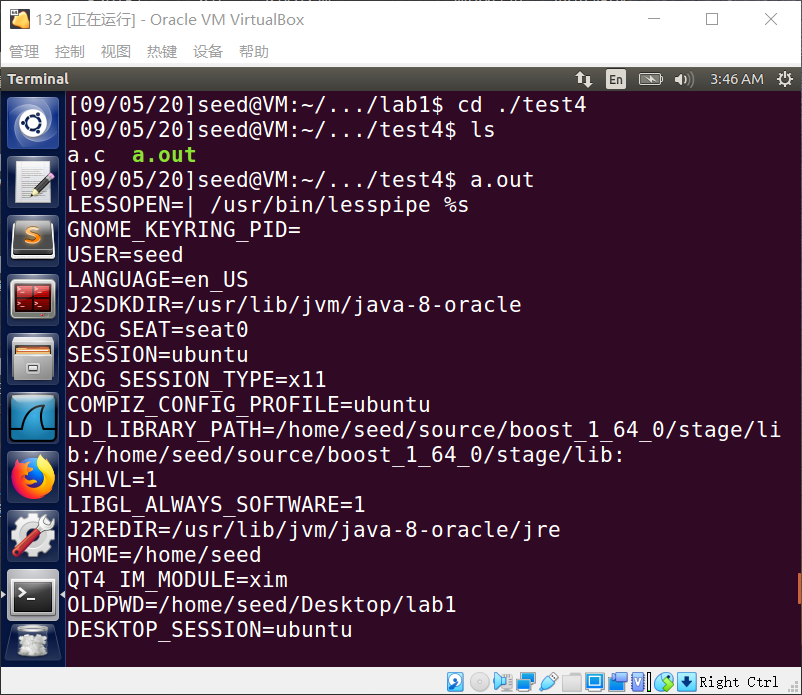 132 [正在运行] - Oracle VM VirtualBox
管理 控制 视图 热键 设备 帮助
Terminal En 3:46 AM
[09/05/20]seed@VM:~/.../lab1$ cd ./test4
[09/05/20]seed@VM:~/.../test4$ ls
a.c  a.out
[09/05/20]seed@VM:~/.../test4$ a.out
LESSOPEN=| /usr/bin/lesspipe %s
GNOME_KEYRING_PID=
USER=seed
LANGUAGE=en_US
J2SDKDIR=/usr/lib/jvm/java-8-oracle
XDG_SEAT=seat0
SESSION=ubuntu
XDG_SESSION_TYPE=x11
COMPIZ_CONFIG_PROFILE=ubuntu
LD_LIBRARY_PATH=/home/seed/source/boost_1_64_0/stage/li
b:/home/seed/source/boost_1_64_0/stage/lib:
SHLVL=1
LIBGL_ALWAYS_SOFTWARE=1
J2REDIR=/usr/lib/jvm/java-8-oracle/jre
HOME=/home/seed
QT4_IM_MODULE=xim
OLDPWD=/home/seed/Desktop/lab1
DESKTOP_SESSION=ubuntu
Right Ctrl